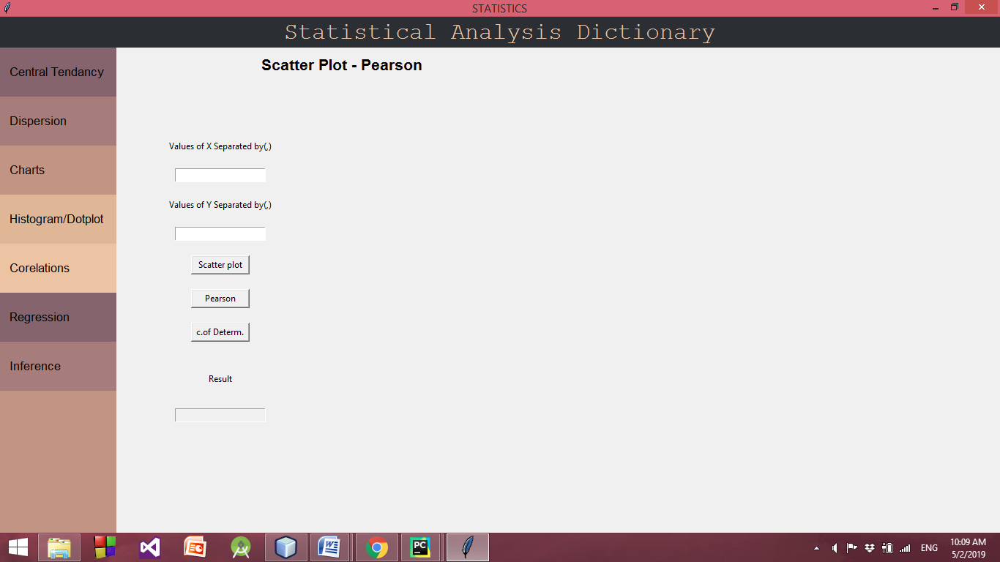 STATISTICS
Statistical Analysis Dictionary
Central Tendancy
Dispersion
Charts
Histogram/Dotplot
Corelations
Regression
Inference
Scatter Plot - Pearson
Values of X Separated by(,)
Values of Y Separated by(,)
Scatter plot
Pearson
c.of Determ.
Result
PC
ENG
10:09 AM
5/2/2019